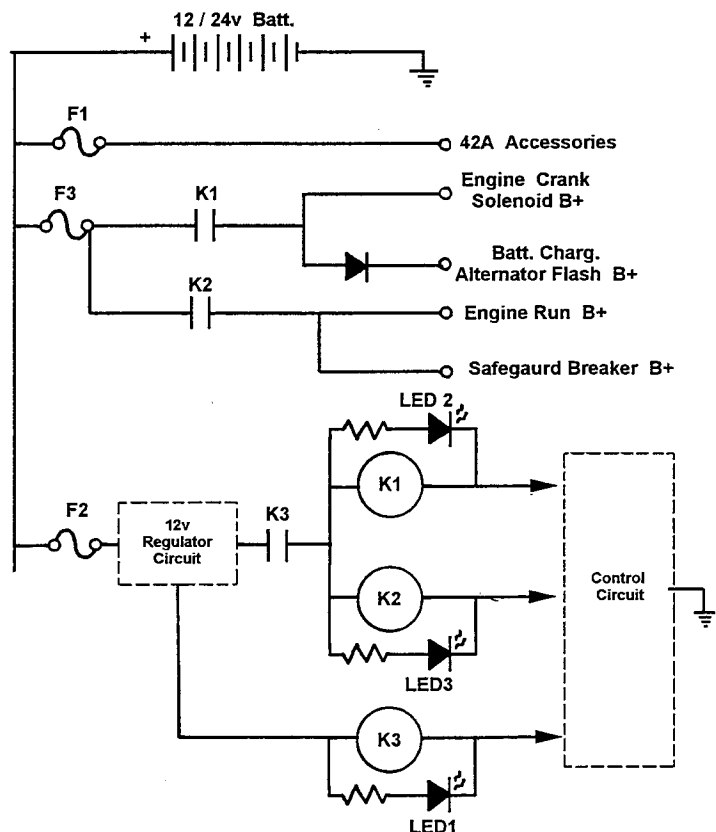 12 / 24v Batt.
+
F1
42A Accessories
Engine Crank
Solenoid B+
F3
K1
Batt. Charg.
Alternator Flash B+
K2
Engine Run B+
Safegaurd Breaker B+
LED 2
K1
F2
12v
Regulator
Circuit
K3
K2
Control
Circuit
LED3
K3
LED1